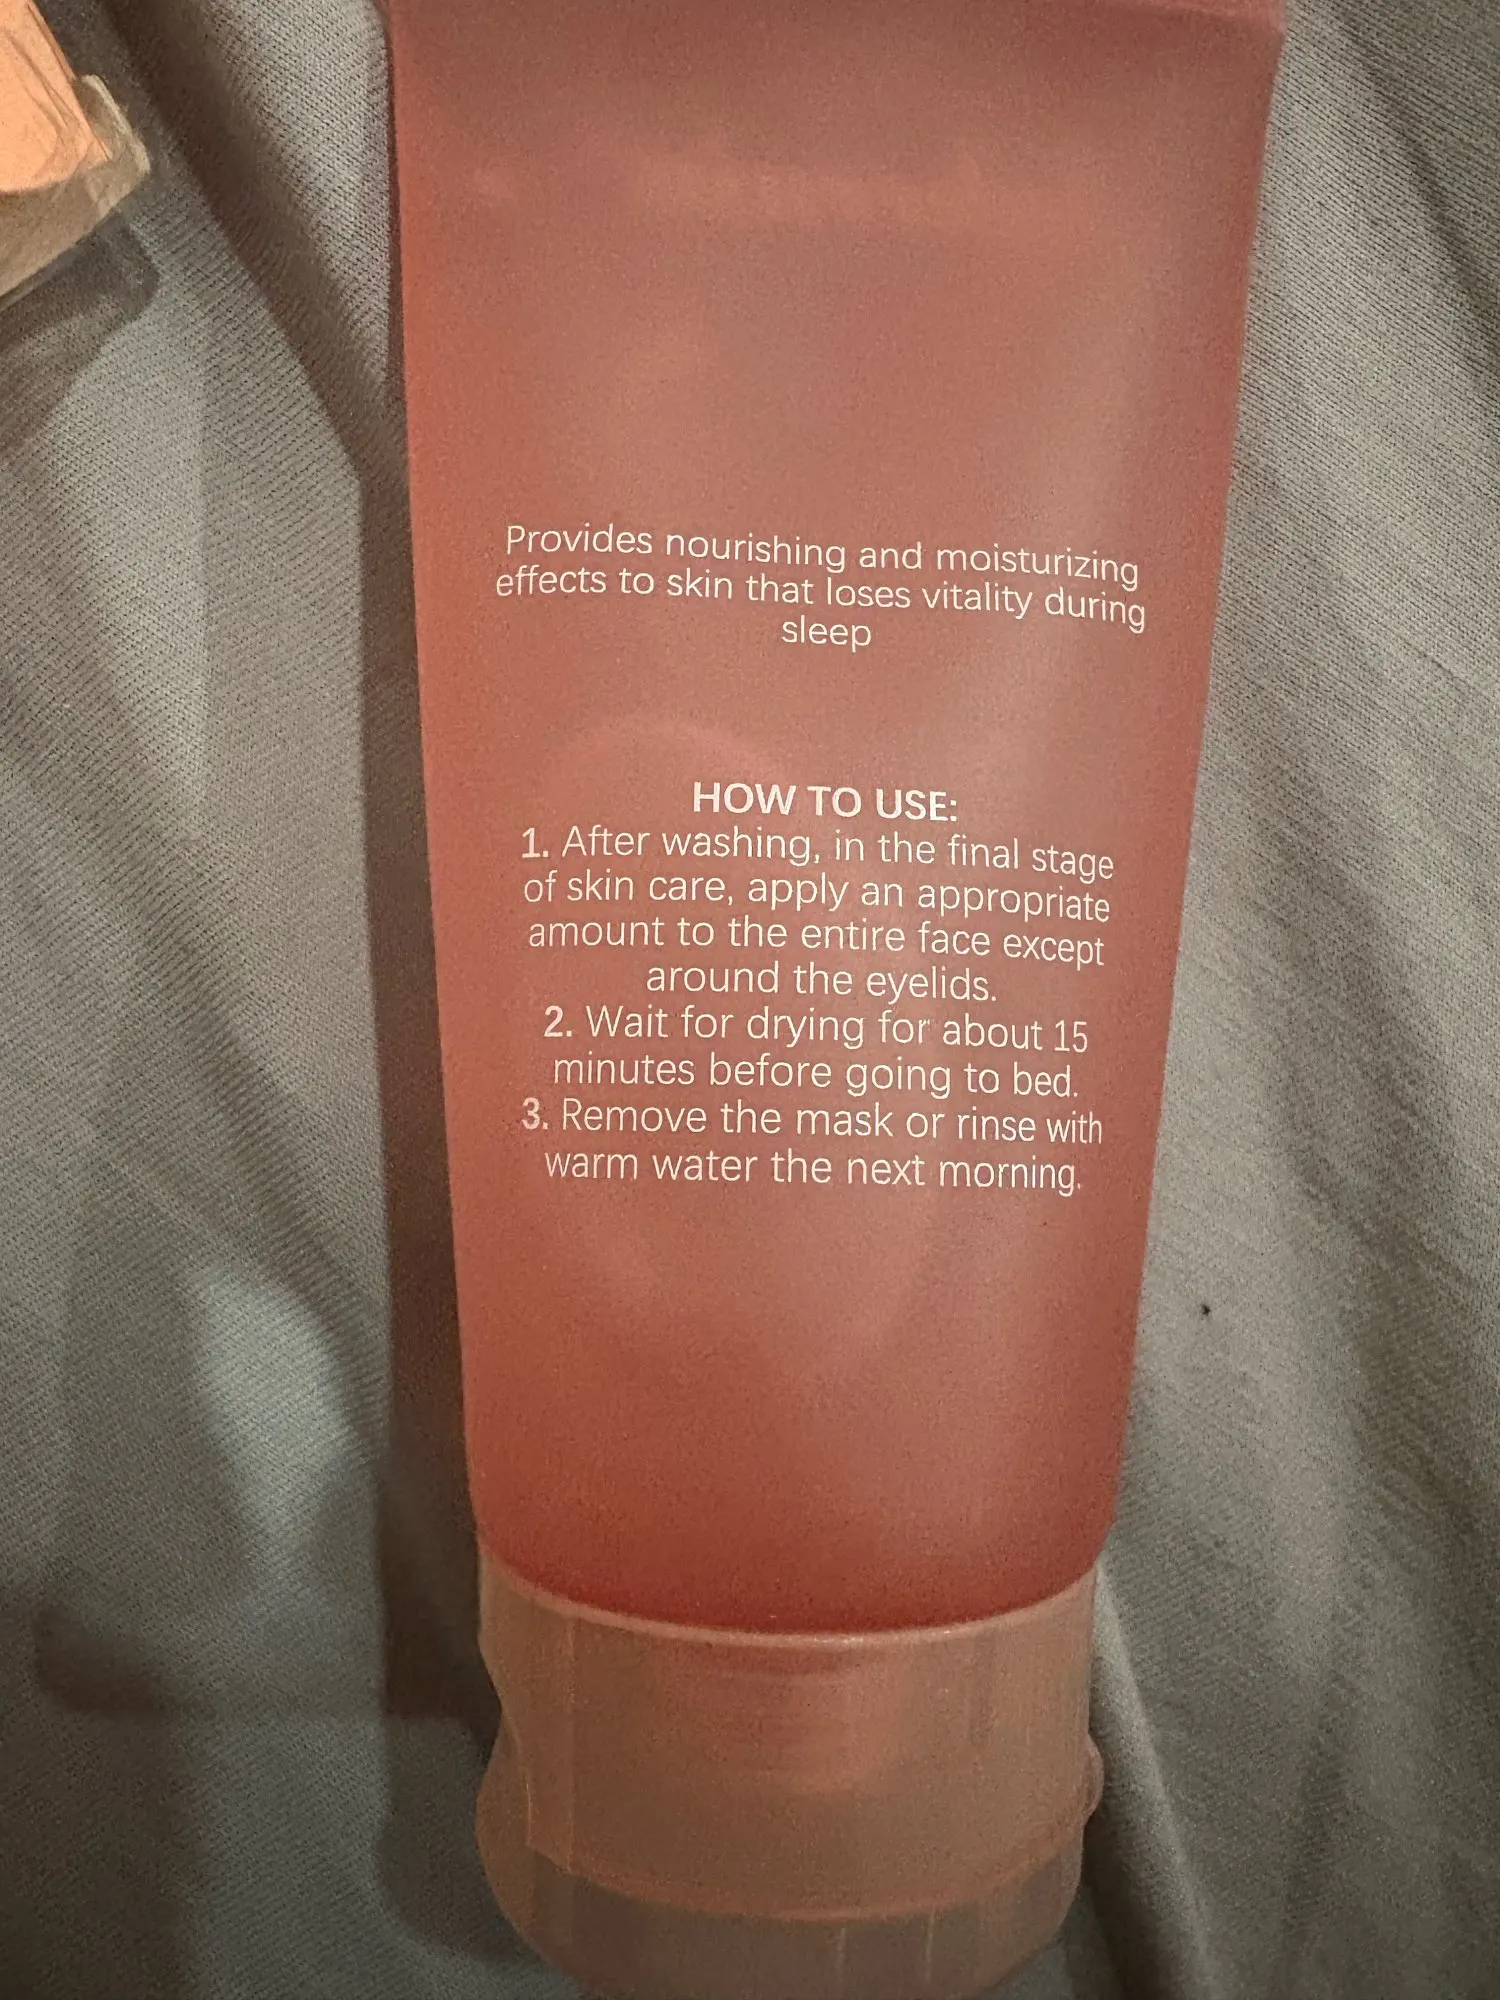 Provides nourishing and moisturizing
effects to skin that loses vitality during
sleep
HOW TO USE:
1. After washing, in the final stage
of skin care, apply an appropriate
amount to the entire face except
around the eyelids.
2. Wait for drying for about 15
minutes before going to bed.
3. Remove the mask or rinse with
warm water the next morning.